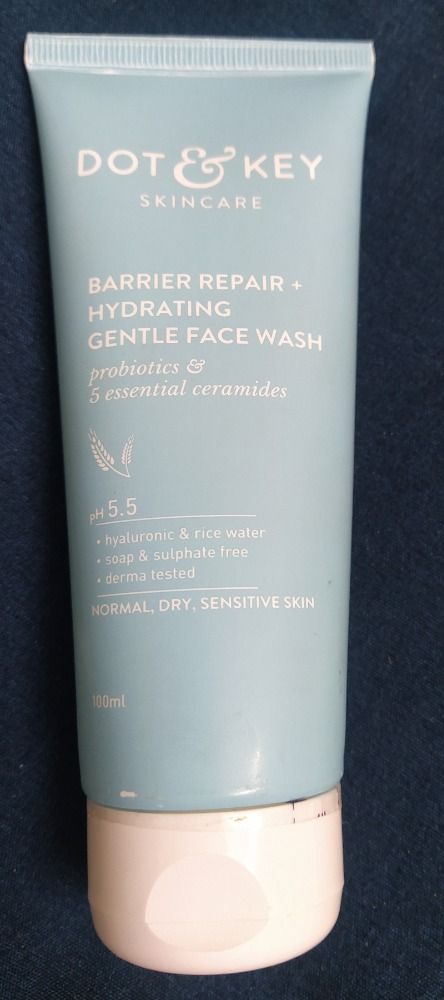 DOT & KEY
SKINCARE
BARRIER REPAIR +
HYDRATING
GENTLE FACE WASH
probiotics &
5 essential ceramides
pH 5.5
• hyaluronic & rice water
• soap & sulphate free
• derma tested
NORMAL, DRY, SENSITIVE SKIN
100ml